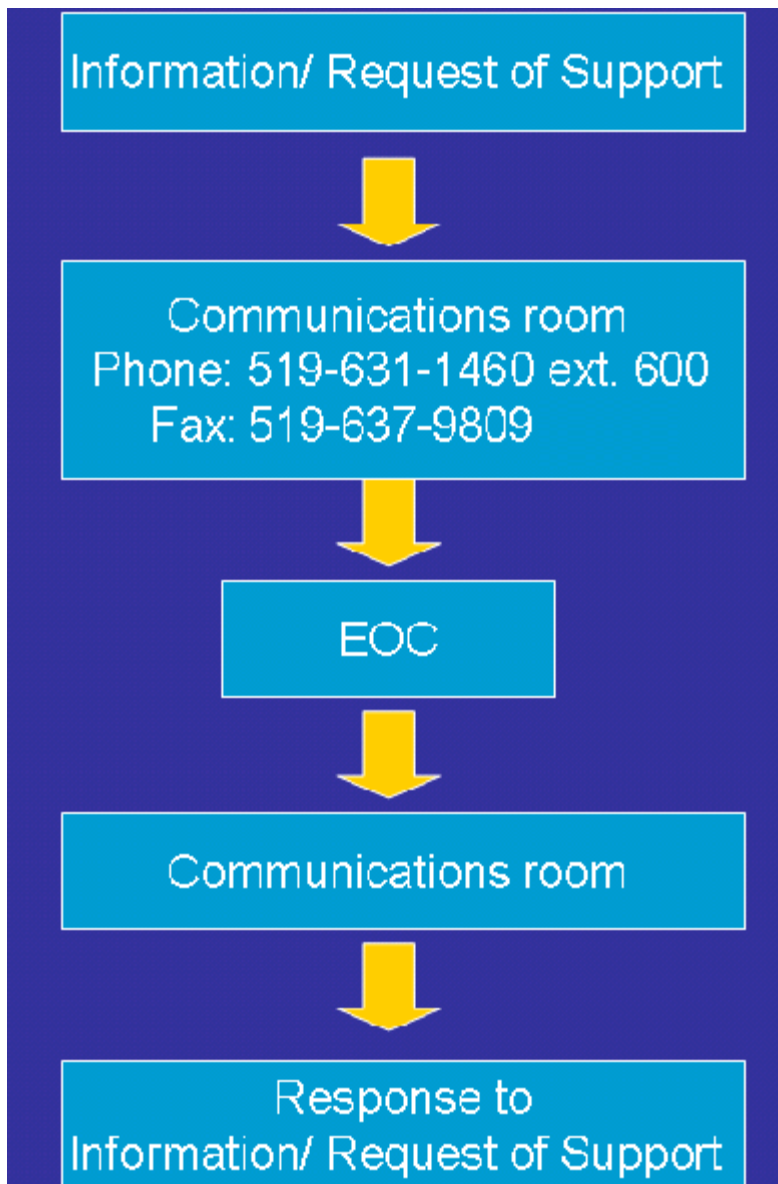 Information/ Request of Support
Communications room
Phone: 519-631-1460 ext. 600
Fax: 519-637-9809
EOC
Communications room
Response to
Information/ Request of Support